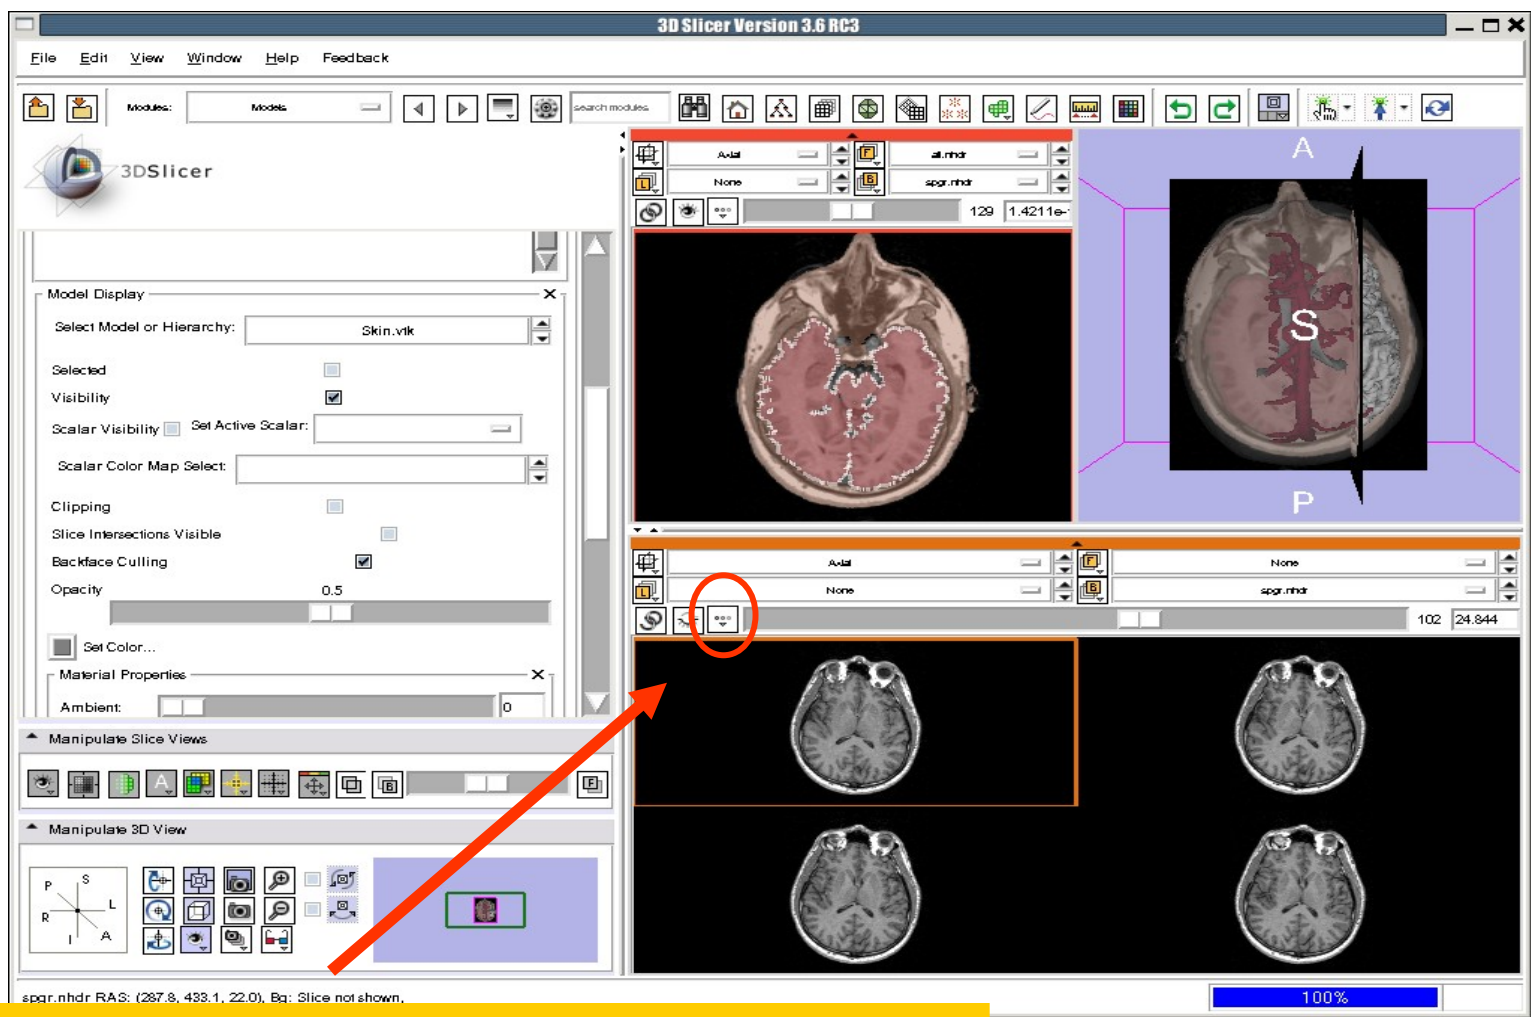 3D Slicer Version 3.6 RC3
File Edit View Window Help Feedback
Modules: Models search modules
3DSlicer
Axial F all.nhdr
L None B spgr.nhdr
129 1.4211e-
A
S
P
Model Display
Select Model or Hierarchy: Skin.vtk
Selected
Visibility
Scalar Visibility Set Active Scalar:
Scalar Color Map Select:
Clipping
Slice Intersections Visible
Backface Culling
Opacity 0.5
Set Color...
Material Properties
Ambient: 0
Axial F None
L None B spgr.nhdr
102 24.844
Manipulate Slice Views
A B F
Manipulate 3D View
P S
R L
I A
spgr.nhdr RAS: (287.8, 433.1, 22.0), Bg: Slice not shown,
100%